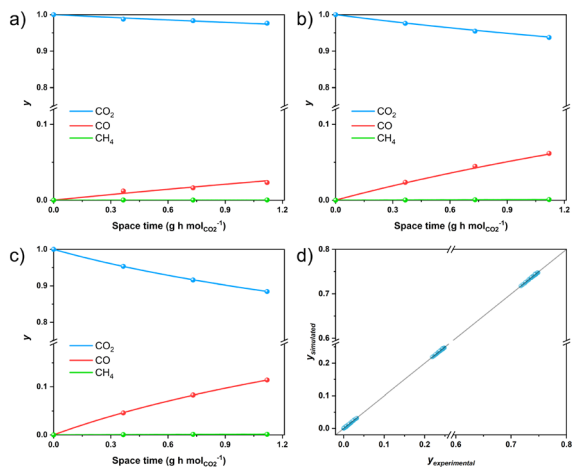 a)
1.0
0.9
y
0.1
0.0
CO2
CO
CH4
0.0 0.3 0.6 0.9 1.2
Space time (g h molCO2-1)
b)
1.0
0.9
y
0.1
0.0
CO2
CO
CH4
0.0 0.3 0.6 0.9 1.2
Space time (g h molCO2-1)
c)
1.0
0.9
y
0.1
0.0
CO2
CO
CH4
0.0 0.3 0.6 0.9 1.2
Space time (g h molCO2-1)
d)
0.8
0.7
0.6
ysimulated
0.2
0.1
0.0
0.0 0.1 0.2 0.6 0.7 0.8
yexperimental